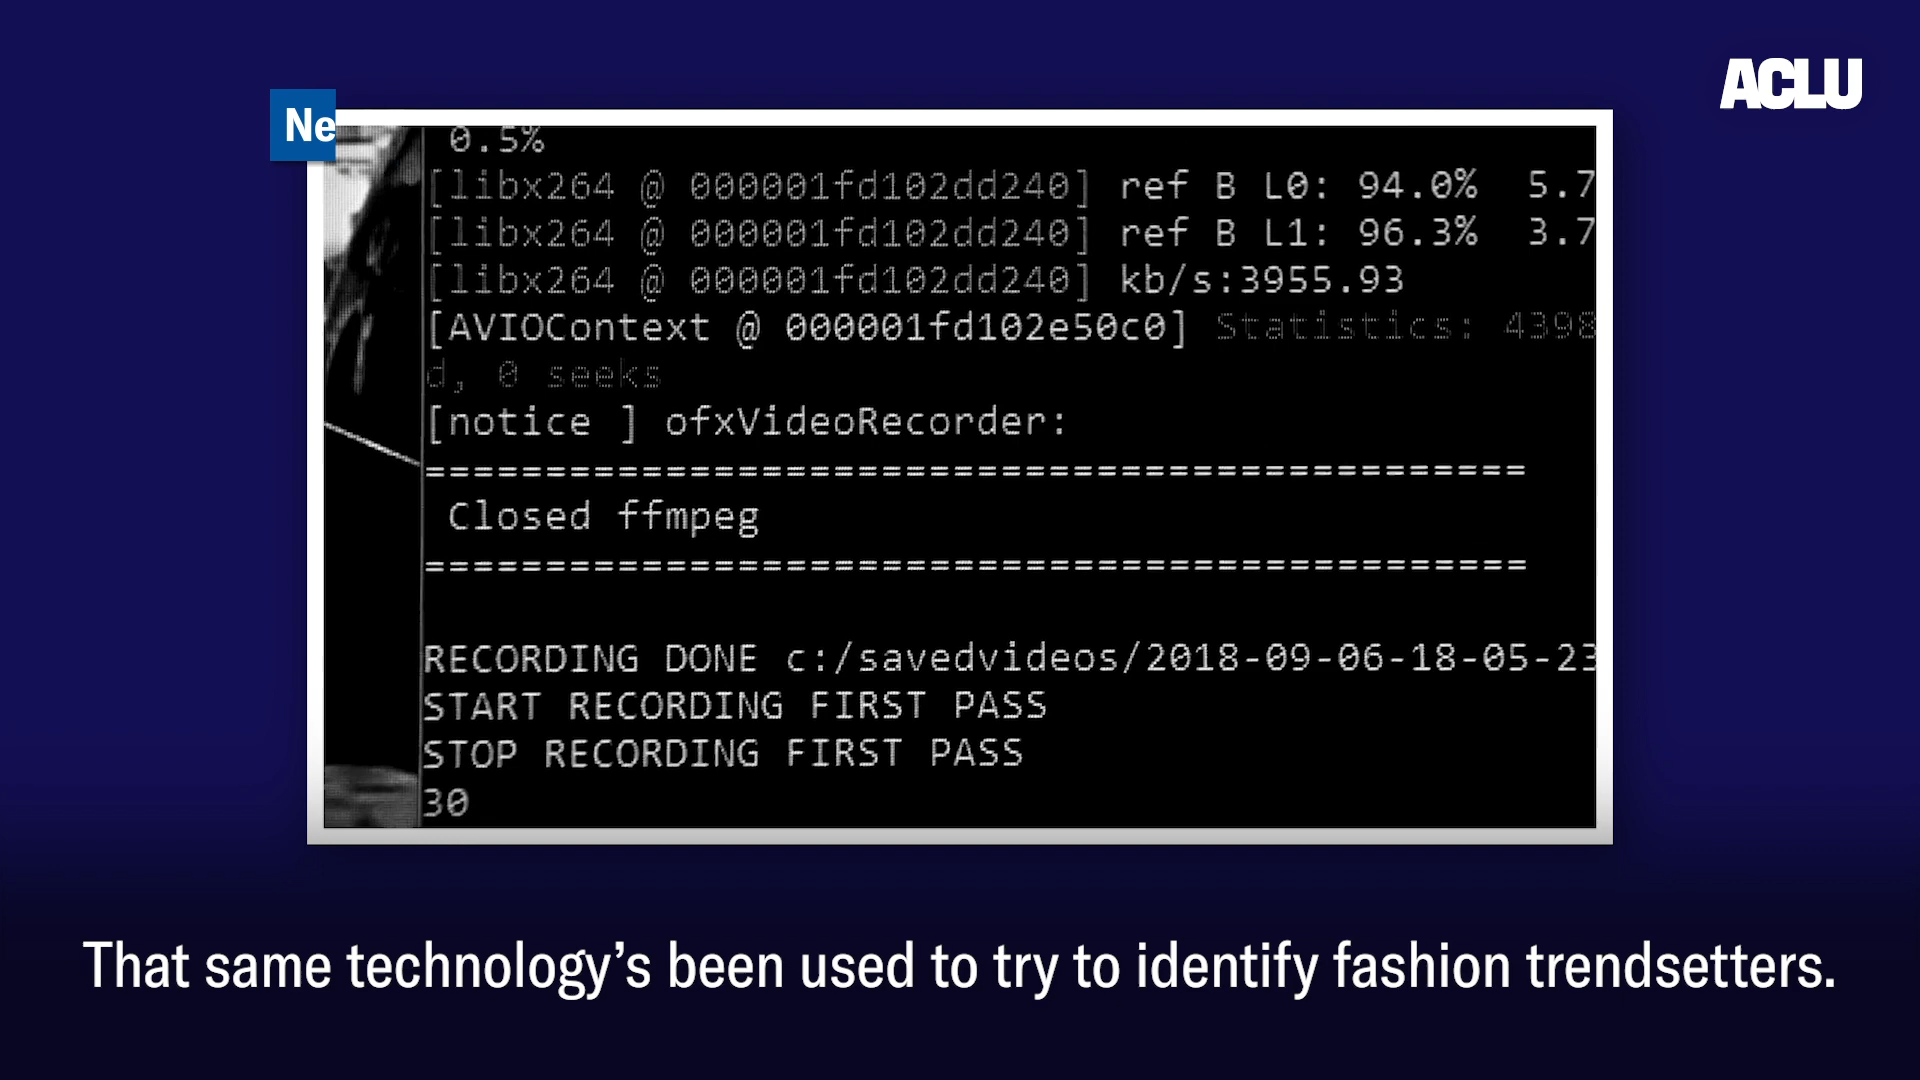 ACLU
Ne
0.5%
[libx264 @ 000001fd102dd240] ref B L0: 94.0% 5.7
[libx264 @ 000001fd102dd240] ref B L1: 96.3% 3.7
[libx264 @ 000001fd102dd240] kb/s:3955.93
[AVIOContext @ 000001fd102e50c0] Statistics: 4398
d, 0 seeks
[notice ] ofxVideoRecorder:
==============================================
Closed ffmpeg
==============================================
RECORDING DONE c:/savedvideos/2018-09-06-18-05-23
START RECORDING FIRST PASS
STOP RECORDING FIRST PASS
30
That same technology’s been used to try to identify fashion trendsetters.